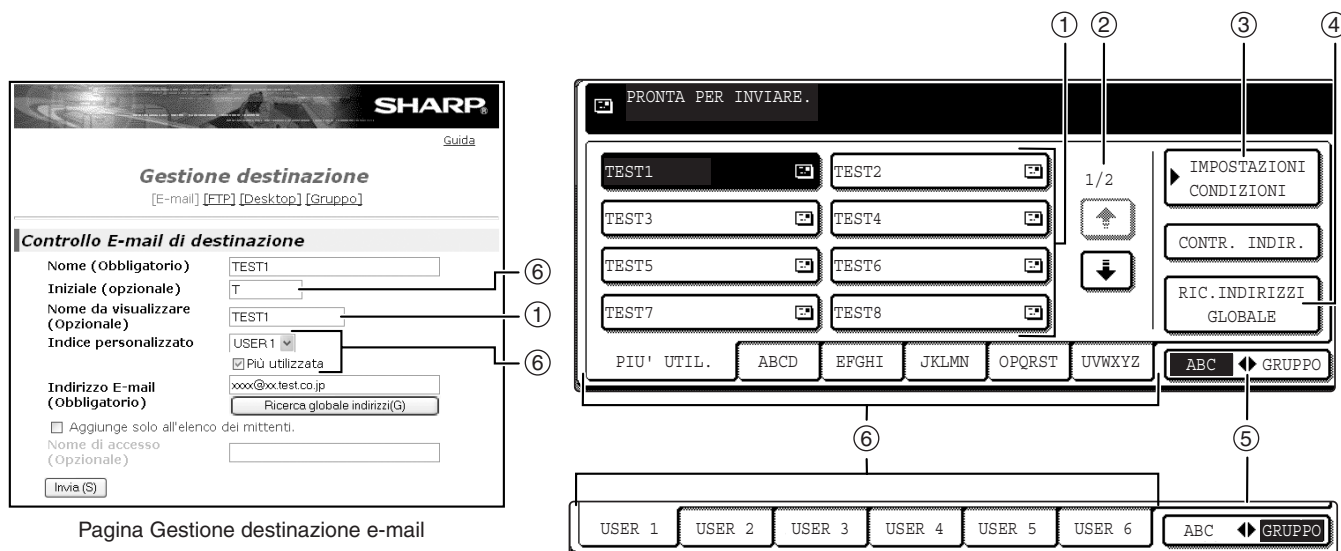 ① ② ③ ④
SHARP
Guida
Gestione destinazione
[E-mail] [FTP] [Desktop] [Gruppo]
Controllo E-mail di destinazione
Nome (Obbligatorio) TEST1
Iniziale (opzionale) T
⑥
Nome da visualizzare
(Opzionale) TEST1
①
Indice personalizzato USER 1
Più utilizzata
⑥
Indirizzo E-mail
(Obbligatorio) xxxx@xx.test.co.jp
Ricerca globale indirizzi(G)
Aggiunge solo all'elenco dei mittenti.
Nome di accesso
(Opzionale)
Invia (S)
Pagina Gestione destinazione e-mail
PRONTA PER INVIARE.
TEST1 TEST2
TEST3 TEST4
TEST5 TEST6
TEST7 TEST8
1/2
IMPOSTAZIONI
CONDIZIONI
CONTR. INDIR.
RIC.INDIRIZZI
GLOBALE
PIU' UTIL. ABCD EFGHI JKLMN OPQRST UVWXYZ ABC GRUPPO
⑥ ⑤
USER 1 USER 2 USER 3 USER 4 USER 5 USER 6 ABC GRUPPO